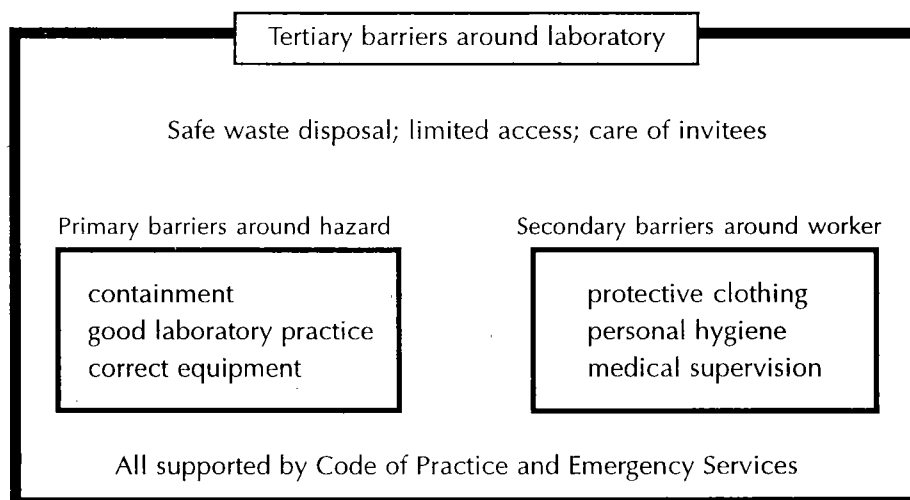 Tertiary barriers around laboratory
Safe waste disposal; limited access; care of invitees
Primary barriers around hazard
containment
good laboratory practice
correct equipment
Secondary barriers around worker
protective clothing
personal hygiene
medical supervision
All supported by Code of Practice and Emergency Services